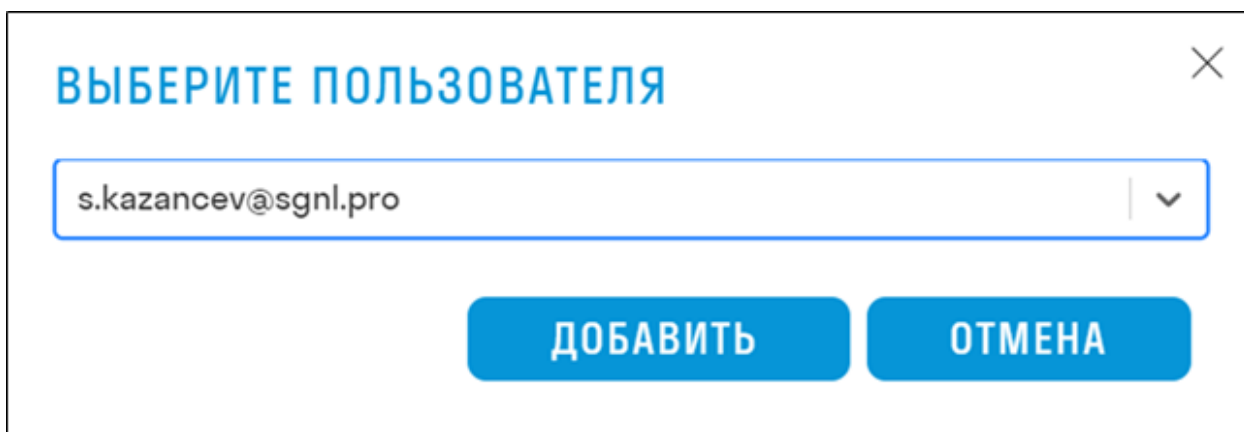 ВЫБЕРИТЕ ПОЛЬЗОВАТЕЛЯ
s.kazancev@sgnl.pro
ДОБАВИТЬ ОТМЕНА